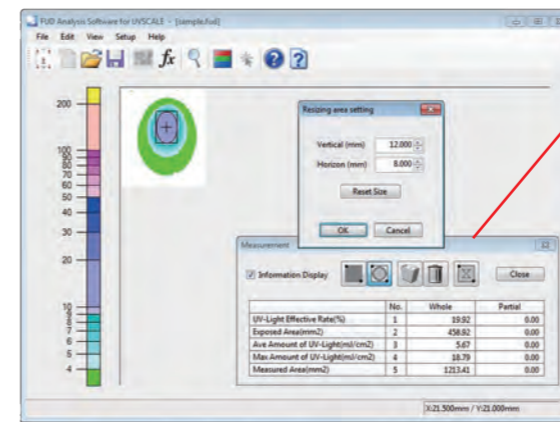 FUD Analysis Software for UVSCALE - [sample.fud]
File Edit View Setup Help
fx
200
100
90
80
70
60
50
40
30
20
10
9
8
7
6
5
4
Resizing area setting
Vertical (mm) 12.000
Horizon (mm) 8.000
Reset Size
OK Cancel
Measurement
Information Display Close
No. Whole Partial
UV-Light Effective Rate(%) 1 19.92 0.00
Exposed Area(mm2) 2 458.92 0.00
Ave Amount of UV-Light(mJ/cm2) 3 5.67 0.00
Max Amount of UV-Light(mJ/cm2) 4 18.79 0.00
Measured Area(mm2) 5 1213.41 0.00
X:21.500mm / Y:21.000mm